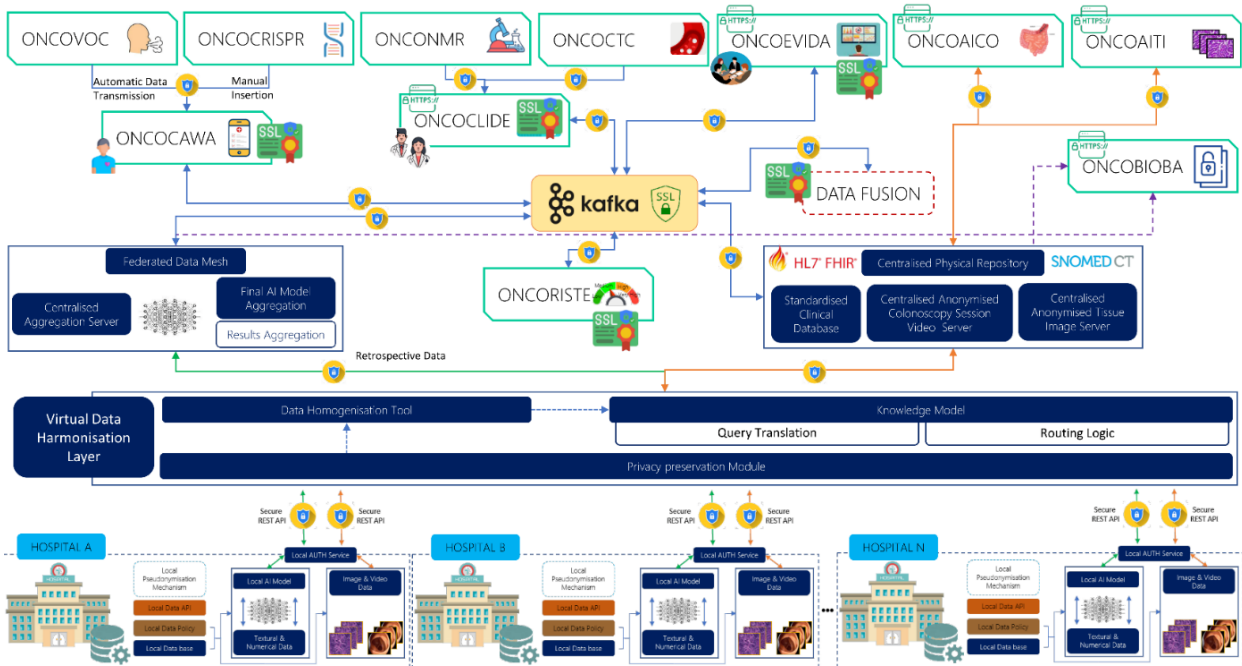 ONCOVOC
ONCOCRISPR
ONCONMR
ONCOCTC
HTTPS://
ONCOEVIDA
HTTPS://
ONCOAICO
HTTPS://
ONCOAITI
Automatic Data
Transmission
Manual
Insertion
HTTPS://
ONCOCLIDE
SSL
SSL
ONCOCAWA
SSL
HTTPS://
ONCOBIOBA
SSL
DATA FUSION
kafka
SSL
Federated Data Mesh
Centralised
Aggregation Server
Final AI Model
Aggregation
Results Aggregation
ONCORISTE
SSL
HL7® FHIR®
Centralised Physical Repository
SNOMED CT
Standardised
Clinical
Database
Centralised Anonymised
Colonoscopy Session
Video Server
Centralised
Anonymised Tissue
Image Server
Retrospective Data
Virtual Data
Harmonisation
Layer
Data Homogenisation Tool
Knowledge Model
Query Translation
Routing Logic
Privacy preservation Module
Secure
REST API
Secure
REST API
Secure
REST API
Secure
REST API
Secure
REST API
Secure
REST API
HOSPITAL A
Local AUTH Service
HOSPITAL
Local
Pseudonymisation
Mechanism
Local Data API
Local Data Policy
Local Data base
Local AI Model
Textural &
Numerical Data
Image & Video
Data
HOSPITAL B
Local AUTH Service
HOSPITAL
Local
Pseudonymisation
Mechanism
Local Data API
Local Data Policy
Local Data base
Local AI Model
Textural &
Numerical Data
Image & Video
Data
...
HOSPITAL N
Local AUTH Service
HOSPITAL
Local
Pseudonymisation
Mechanism
Local Data API
Local Data Policy
Local Data base
Local AI Model
Textural &
Numerical Data
Image & Video
Data